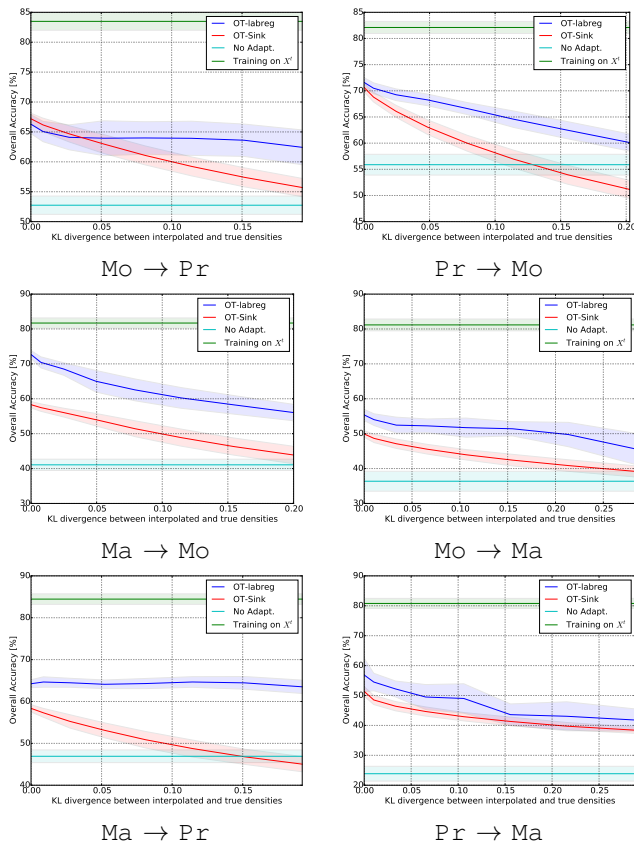 OT-labreg
OT-Sink
No Adapt.
Training on Xᵗ
Overall Accuracy [%]
85
80
75
70
65
60
55
50
0.00 0.05 0.10 0.15
KL divergence between interpolated and true densities
Mo → Pr
OT-labreg
OT-Sink
No Adapt.
Training on Xᵗ
Overall Accuracy [%]
85
80
75
70
65
60
55
50
45
0.00 0.05 0.10 0.15 0.20
KL divergence between interpolated and true densities
Pr → Mo
OT-labreg
OT-Sink
No Adapt.
Training on Xᵗ
Overall Accuracy [%]
90
80
70
60
50
40
30
0.00 0.05 0.10 0.15 0.20
KL divergence between interpolated and true densities
Ma → Mo
OT-labreg
OT-Sink
No Adapt.
Training on Xᵗ
Overall Accuracy [%]
90
80
70
60
50
40
30
0.00 0.05 0.10 0.15 0.20 0.25
KL divergence between interpolated and true densities
Mo → Ma
OT-labreg
OT-Sink
No Adapt.
Training on Xᵗ
Overall Accuracy [%]
90
80
70
60
50
40
0.00 0.05 0.10 0.15
KL divergence between interpolated and true densities
Ma → Pr
OT-labreg
OT-Sink
No Adapt.
Training on Xᵗ
Overall Accuracy [%]
90
80
70
60
50
40
30
20
0.00 0.05 0.10 0.15 0.20 0.25
KL divergence between interpolated and true densities
Pr → Ma